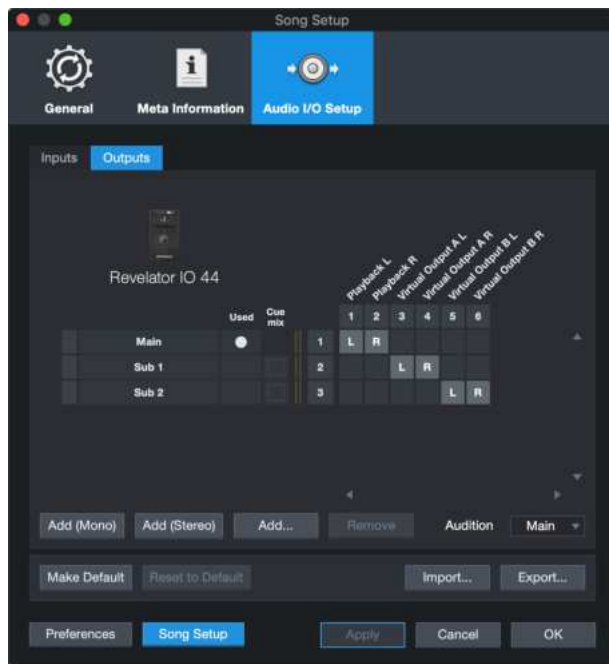 Song Setup
General
Meta Information
Audio I/O Setup
Inputs
Outputs
Revelator IO 44
Playback L
Playback R
Virtual Output A L
Virtual Output A R
Virtual Output B L
Virtual Output B R
Used
Cue mix
1 2 3 4 5 6
Main 1 L R
Sub 1 2 L R
Sub 2 3 L R
Add (Mono)
Add (Stereo)
Add...
Remove
Audition
Main
Make Default
Reset to Default
Import...
Export...
Preferences
Song Setup
Apply
Cancel
OK